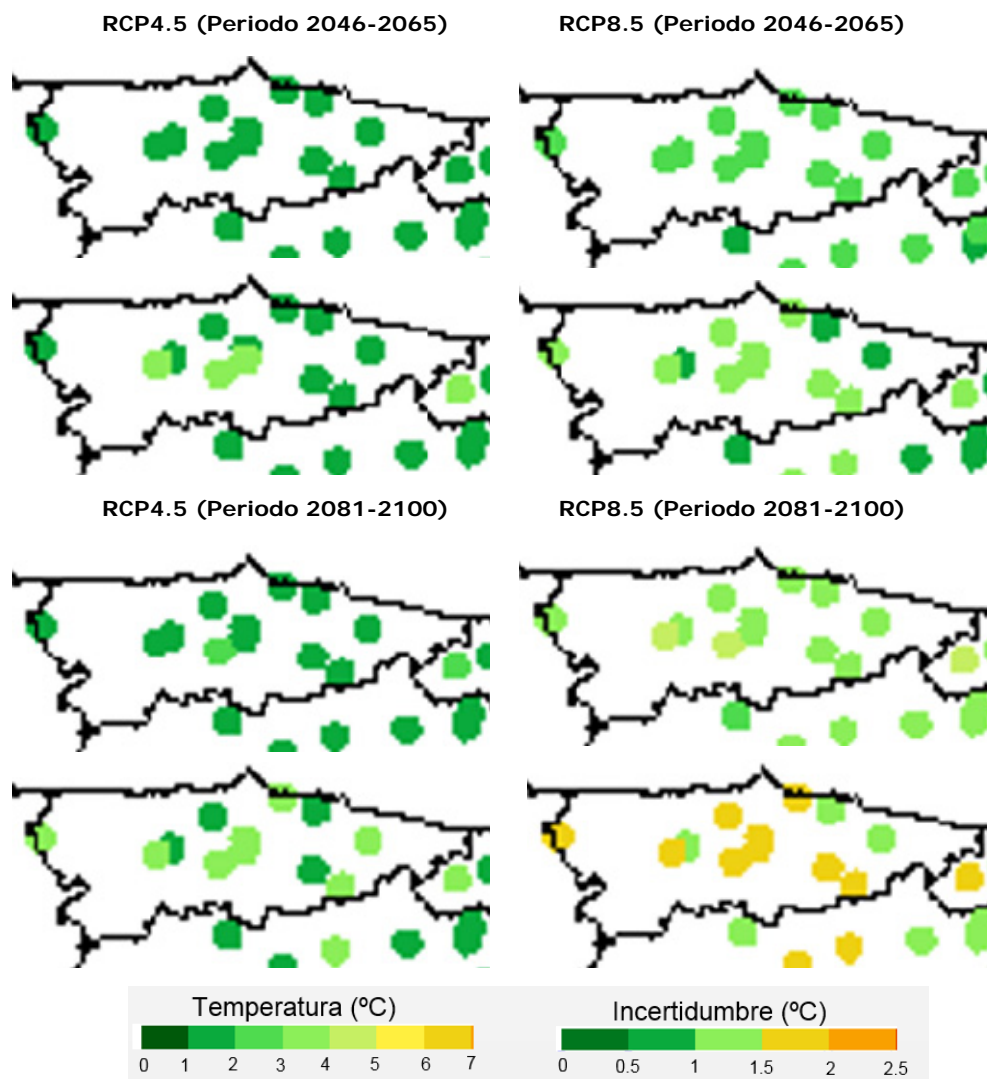 RCP4.5 (Periodo 2046-2065)
RCP8.5 (Periodo 2046-2065)
RCP4.5 (Periodo 2081-2100)
RCP8.5 (Periodo 2081-2100)
Temperatura (ºC)
0 1 2 3 4 5 6 7
Incertidumbre (ºC)
0 0.5 1 1.5 2 2.5